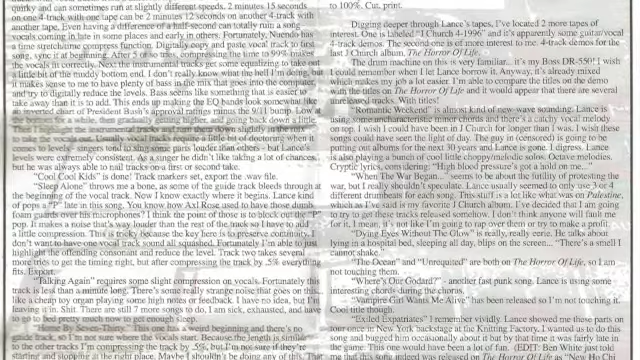 quirky and can sometimes run at slightly different speeds. 2 minutes 15 seconds
on one 4-track with one tape can be 2 minutes 12 seconds on another 4-track with
another tape. Even having a difference of a half-second can totally ruin a song -
vocals coming in late some places and early in others. Fortunately, Nuendo has
a time stretch/compress function. Digitally copy and paste vocal track to final
song, sync it at beginning. After 5 or so tries, compressing the time to 99% makes
the vocals fit correctly. Next the instrumental tracks get some equalizing to take out
a little bit of the muddy bottom end. I don't really know what the hell I'm doing, but
it makes sense to me to have plenty of bass in the mix that goes into the computer
and try to digitally reduce the levels. Bass seems like something that is easier to
take away than it is to add. This ends up making the EQ bands look somewhat like
an inverted chart of President Bush's approval ratings minus the 9/11 bump. Low at
the bottom for a while, then gradually getting higher, and going back down a little.
Then I highlight the instrumental tracks and turn them down slightly in the mix
to take the vocals out. Usually vocal tracks require a little bit of doctoring when it
comes to levels - singers tend to sing some parts louder than others - but Lance's
levels were extremely consistent. As a singer he didn't like taking a lot of chances,
but he was always able to nail tracks on a first or second take.
"Cool Cool Kids" is done! Track markers set, export the .wav file.
"Sleep Alone" throws me a bone, as some of the guide track bleeds through at
the beginning of the vocal track. Now I know exactly where it begins. Lance kind
of pops a "P" late in this song. You know how Axl Rose used to have those dumb
foam guards over his microphones? I think the point of those is to block out the "P"
pop. It makes a noise that's way louder than the rest of the song so I have to add
a little compression. This is tricky because the key here is to preserve continuity. I
don't want to have one vocal track sound all squished. Fortunately I'm able to just
highlight the offending consonant and reduce the level. Track two takes several
more tries to get the timing right, but after compressing the track by .5% everything
fits. Export.
"Talking Again" requires some slight compression on vocals. Fortunately this
track is less than a minute long. There's some really strange noise that goes on this,
like a cheap toy organ playing some high notes or feedback. I have no idea, but I'm
leaving it in. Shit. There are still 7 more songs to do. I am sick, exhausted, and have
to go to bed pretty much now to get enough sleep.
"Home By Seven-Thirty." This one has a weird beginning and there's no
guide track, so I'm not sure where the vocals start. Because the length is similar
to the other tracks I'm compressing the track by .5%, but I'm not sure if they're
starting and stopping at the right place. Maybe I shouldn't be doing any of this. That
to 100%. Cut, print.
Digging deeper through Lance's tapes, I've located 2 more tapes of
interest. One is labeled "J Church 4-1996" and it's apparently some guitar/vocal
4-track demos. The second one is of more interest to me. 4-track demos for the
last J Church album, The Horror Of Life.
The drum machine on this is very familiar... it's my Boss DR-550! I wish
I could remember when I let Lance borrow it. Anyway, it's already mixed
which makes my job a lot easier. I'm able to compare the titles on the demo
with the titles on The Horror Of Life and it would appear that there are several
unreleased tracks. With titles!
"Romantic Weekend" is almost kind of new-wave sounding. Lance is
using some uncharacteristic minor chords and there's a catchy vocal melody
on top. I wish I could have been in J Church for longer than I was. I wish these
songs could have seen the light of day. The guy in (censored) is going to be
putting out albums for the next 30 years and Lance is gone. I digress. Lance
is also playing a bunch of cool little choppy/melodic solos. Octave melodies.
Cryptic lyrics, considering: "High blood pressure's got a hold on me..."
"When The War Began..." seems to be about the futility of protesting the
war, but I really shouldn't speculate. Lance usually seemed to only use 3 or 4
different drumbeats for each song. This stuff is a lot like what was on Palestine,
which as I've said is my favorite J Church album. I've decided that I am going
to try to get these tracks released somehow. I don't think anyone will fault me
for it, I mean, it's not like I'm going to rap over them or try to make a profit.
"Dying Eyes Without The Glow" is really, really eerie. He talks about
lying in a hospital bed, sleeping all day, blips on the screen... "There's a smell I
cannot shake."
"The Ocean" and "Unrequited" are both on The Horror Of Life, so I am
not touching them.
"Where's Our Godard" - another fast punk song. Lance is using some
interesting chords during the chorus.
"Vampire Girl Wants Me Alive" has been released so I'm not touching it.
Cool title though.
"Exiled Expatriates" I remember vividly. Lance showed me these parts on
tour once in New York backstage at the Knitting Factory. I wanted us to do this
song and bugged him occasionally about it but by that time it was fairly late in
the game. This one would have been a lot of fun. (EDIT: Ben White just told
me that this song indeed was released on The Horror Of Life as "New Hui Chi